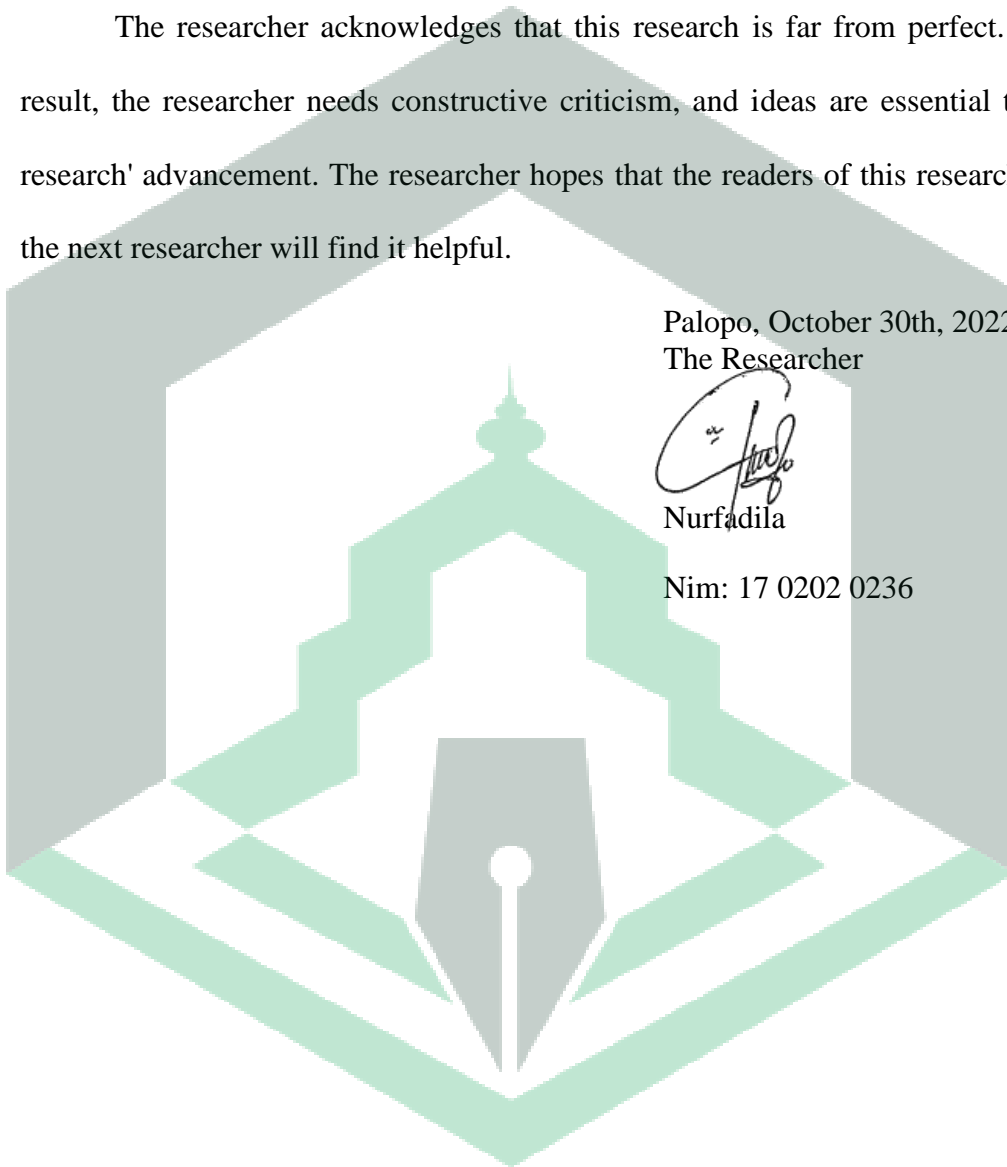 The researcher acknowledges that this research is far from perfect.
result, the researcher needs constructive criticism, and ideas are essential t
research' advancement. The researcher hopes that the readers of this research
the next researcher will find it helpful.
Palopo, October 30th, 2022
The Researcher
Nurfadila
Nim: 17 0202 0236